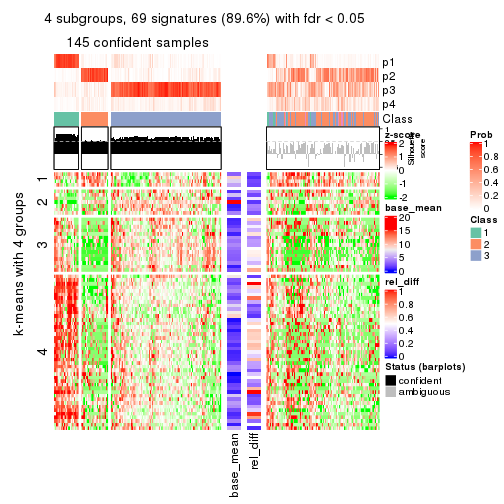 4 subgroups, 69 signatures (89.6%) with fdr < 0.05
145 confident samples
p1
p2
p3
p4
Class
1
Silhouette
score
k-means with 4 groups
1
2
3
4
base_mean
rel_diff
z-score
2
1
0
-1
-2
base_mean
20
15
10
5
0
rel_diff
1
0.8
0.6
0.4
0.2
0
Status (barplots)
confident
ambiguous
Prob
1
0.8
0.6
0.4
0.2
0
Class
1
2
3